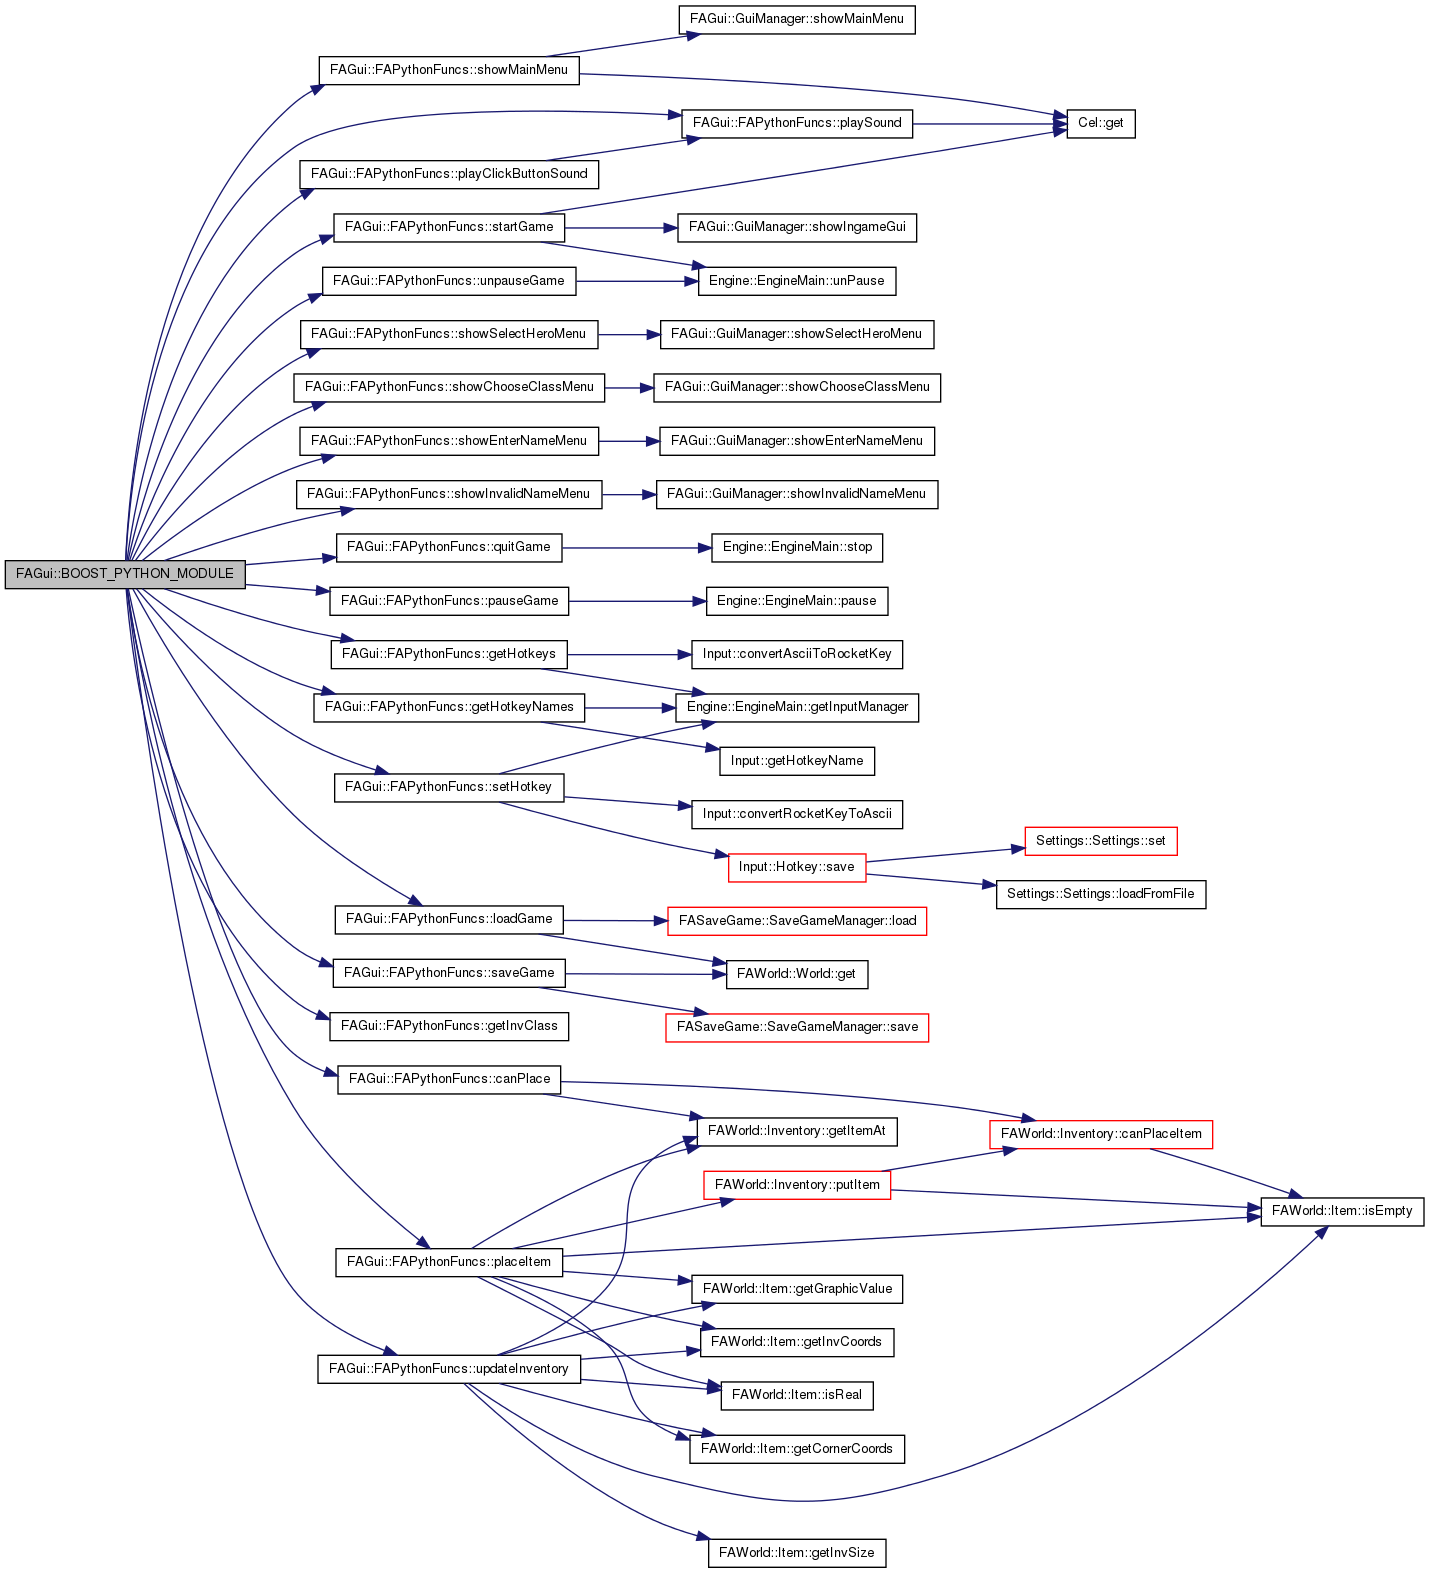 FAGui::GuiManager::showMainMenu
FAGui::FAPythonFuncs::showMainMenu
FAGui::FAPythonFuncs::playSound
Cel::get
FAGui::FAPythonFuncs::playClickButtonSound
FAGui::FAPythonFuncs::startGame
FAGui::GuiManager::showIngameGui
FAGui::FAPythonFuncs::unpauseGame
Engine::EngineMain::unPause
FAGui::FAPythonFuncs::showSelectHeroMenu
FAGui::GuiManager::showSelectHeroMenu
FAGui::FAPythonFuncs::showChooseClassMenu
FAGui::GuiManager::showChooseClassMenu
FAGui::FAPythonFuncs::showEnterNameMenu
FAGui::GuiManager::showEnterNameMenu
FAGui::FAPythonFuncs::showInvalidNameMenu
FAGui::GuiManager::showInvalidNameMenu
FAGui::FAPythonFuncs::quitGame
Engine::EngineMain::stop
FAGui::BOOST_PYTHON_MODULE
FAGui::FAPythonFuncs::pauseGame
Engine::EngineMain::pause
FAGui::FAPythonFuncs::getHotkeys
Input::convertAsciiToRocketKey
FAGui::FAPythonFuncs::getHotkeyNames
Engine::EngineMain::getInputManager
Input::getHotkeyName
FAGui::FAPythonFuncs::setHotkey
Input::convertRocketKeyToAscii
Settings::Settings::set
Input::Hotkey::save
Settings::Settings::loadFromFile
FAGui::FAPythonFuncs::loadGame
FASaveGame::SaveGameManager::load
FAGui::FAPythonFuncs::saveGame
FAWorld::World::get
FAGui::FAPythonFuncs::getInvClass
FASaveGame::SaveGameManager::save
FAGui::FAPythonFuncs::canPlace
FAWorld::Inventory::getItemAt
FAWorld::Inventory::canPlaceItem
FAWorld::Inventory::putItem
FAWorld::Item::isEmpty
FAGui::FAPythonFuncs::placeItem
FAWorld::Item::getGraphicValue
FAWorld::Item::getInvCoords
FAGui::FAPythonFuncs::updateInventory
FAWorld::Item::isReal
FAWorld::Item::getCornerCoords
FAWorld::Item::getInvSize